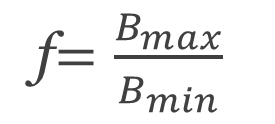 f= B_max / B_min